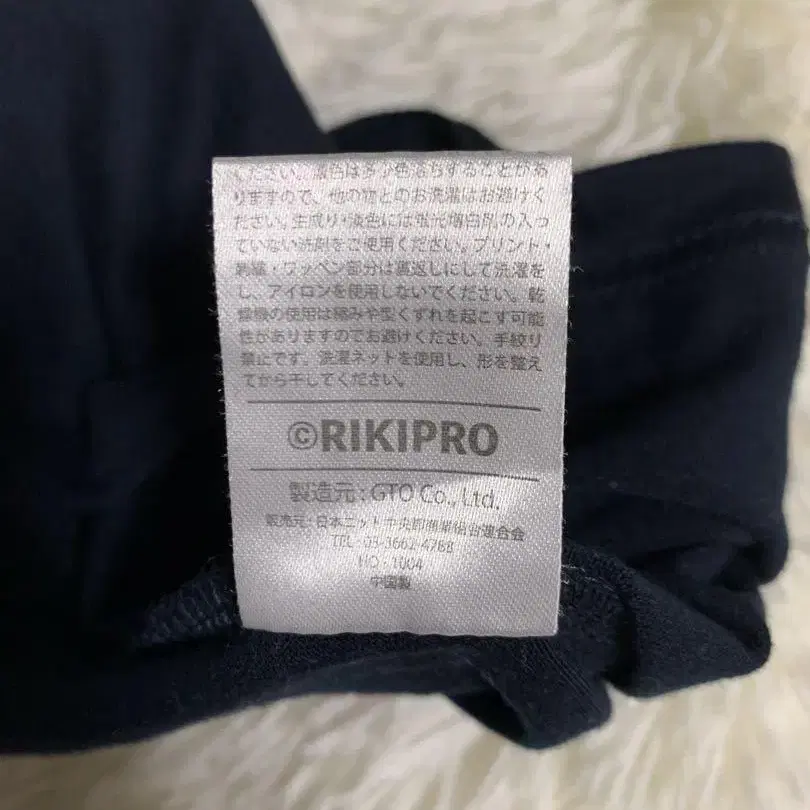 ください。濃色は多少色落ちすることがあ
りますので、他の物とのお洗濯はお避けく
ださい。生成り・淡色には蛍光増白剤の入っ
ていない洗剤をご使用ください。プリント・
刺繍・ワッペン部分は裏返しにして洗濯を
し、アイロンを使用しないでください。乾
燥機の使用は縮みや型くずれを起こす可能
性がありますのでお避けください。手絞り
禁止です。洗濯ネットを使用し、形を整え
てから干してください。
©RIKIPRO
製造元:GTO Co., Ltd.
販売元:日本ニット中央卸商業組合連合会
TEL:03-3662-4788
NO:1004
中国製